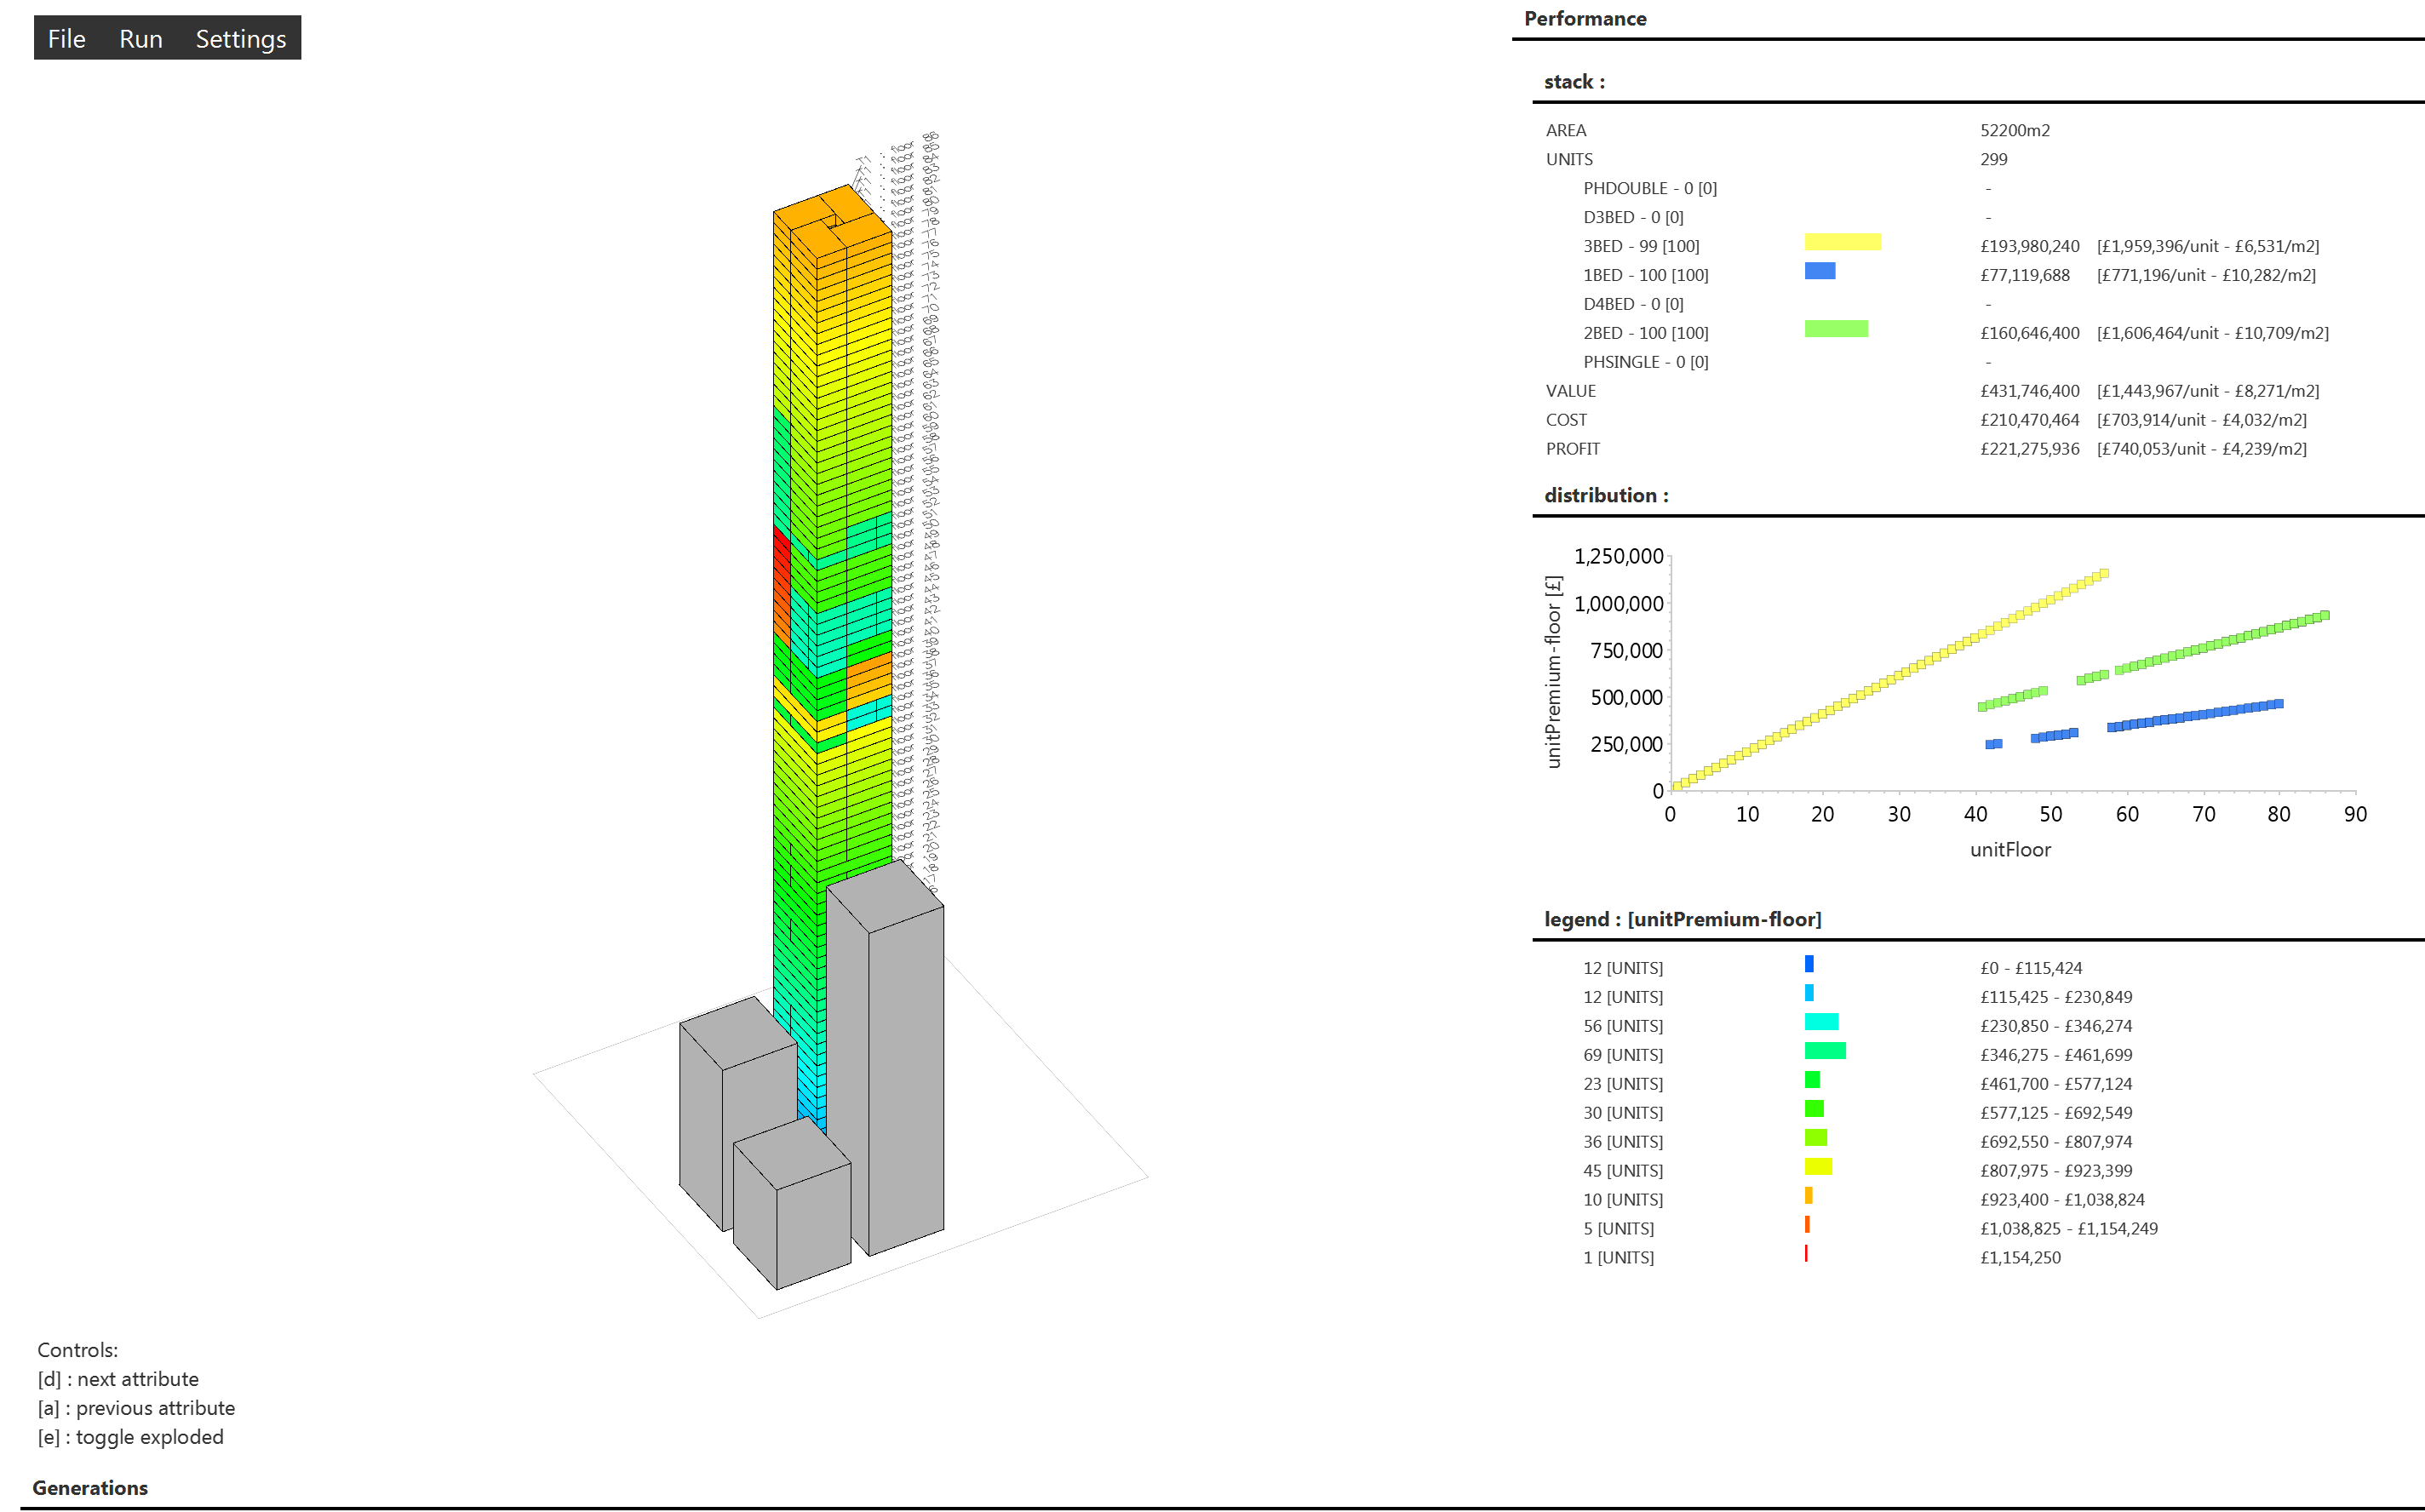 File Run Settings
Performance
stack :
AREA 52200m2
UNITS 299
PHDOUBLE - 0 [0] -
D3BED - 0 [0] -
3BED - 99 [100] £193,980,240 [£1,959,396/unit - £6,531/m2]
1BED - 100 [100] £77,119,688 [£771,196/unit - £10,282/m2]
D4BED - 0 [0] -
2BED - 100 [100] £160,646,400 [£1,606,464/unit - £10,709/m2]
PHSINGLE - 0 [0] -
VALUE £431,746,400 [£1,443,967/unit - £8,271/m2]
COST £210,470,464 [£703,914/unit - £4,032/m2]
PROFIT £221,275,936 [£740,053/unit - £4,239/m2]
distribution :
unitPremium-floor [£]
1,250,000
1,000,000
750,000
500,000
250,000
0
0 10 20 30 40 50 60 70 80 90
unitFloor
legend : [unitPremium-floor]
12 [UNITS] £0 - £115,424
12 [UNITS] £115,425 - £230,849
56 [UNITS] £230,850 - £346,274
69 [UNITS] £346,275 - £461,699
23 [UNITS] £461,700 - £577,124
30 [UNITS] £577,125 - £692,549
36 [UNITS] £692,550 - £807,974
45 [UNITS] £807,975 - £923,399
10 [UNITS] £923,400 - £1,038,824
5 [UNITS] £1,038,825 - £1,154,249
1 [UNITS] £1,154,250
Controls:
[d] : next attribute
[a] : previous attribute
[e] : toggle exploded
Generations